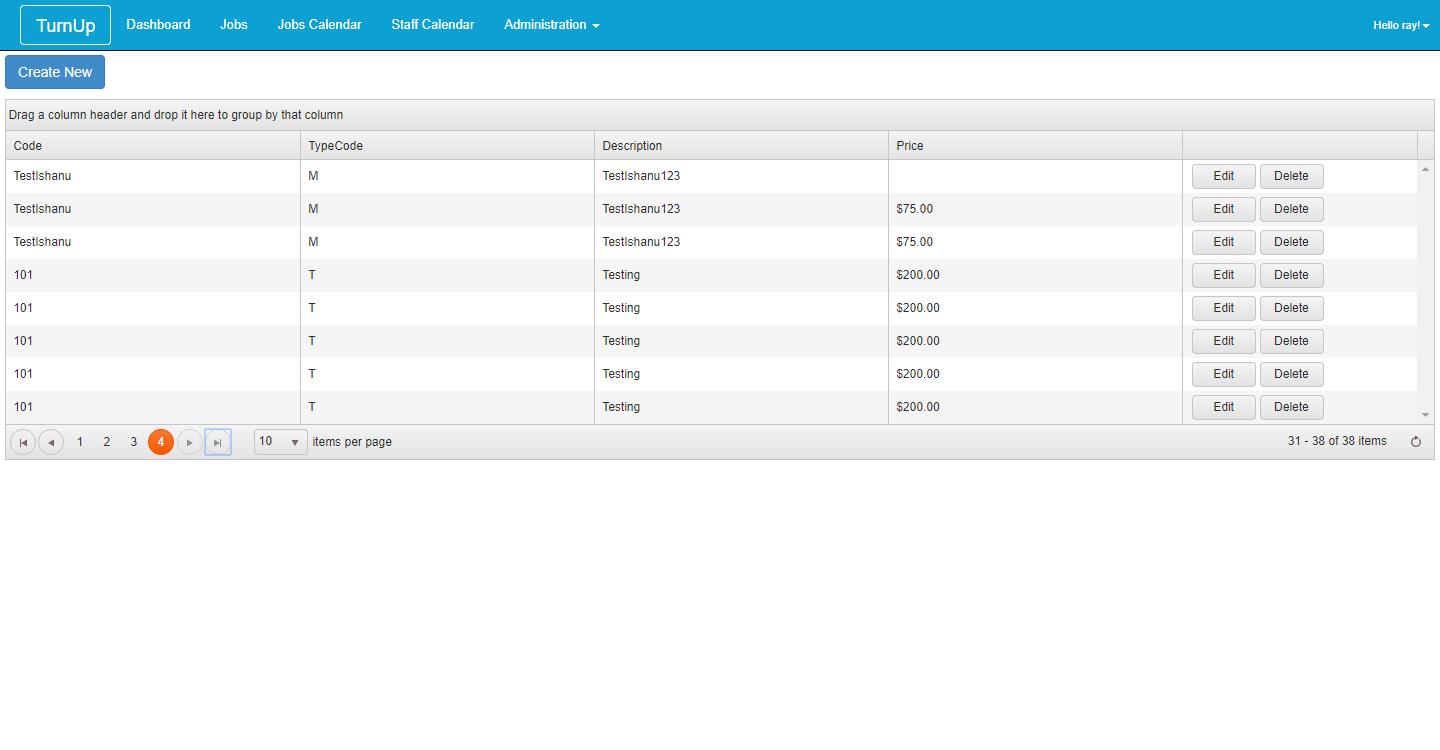 TurnUp Dashboard Jobs Jobs Calendar Staff Calendar Administration Hello ray!
Create New
Drag a column header and drop it here to group by that column
Code TypeCode Description Price
TestIshanu M TestIshanu123 Edit Delete
TestIshanu M TestIshanu123 $75.00 Edit Delete
TestIshanu M TestIshanu123 $75.00 Edit Delete
101 T Testing $200.00 Edit Delete
101 T Testing $200.00 Edit Delete
101 T Testing $200.00 Edit Delete
101 T Testing $200.00 Edit Delete
101 T Testing $200.00 Edit Delete
1 2 3 4 10 items per page 31 - 38 of 38 items